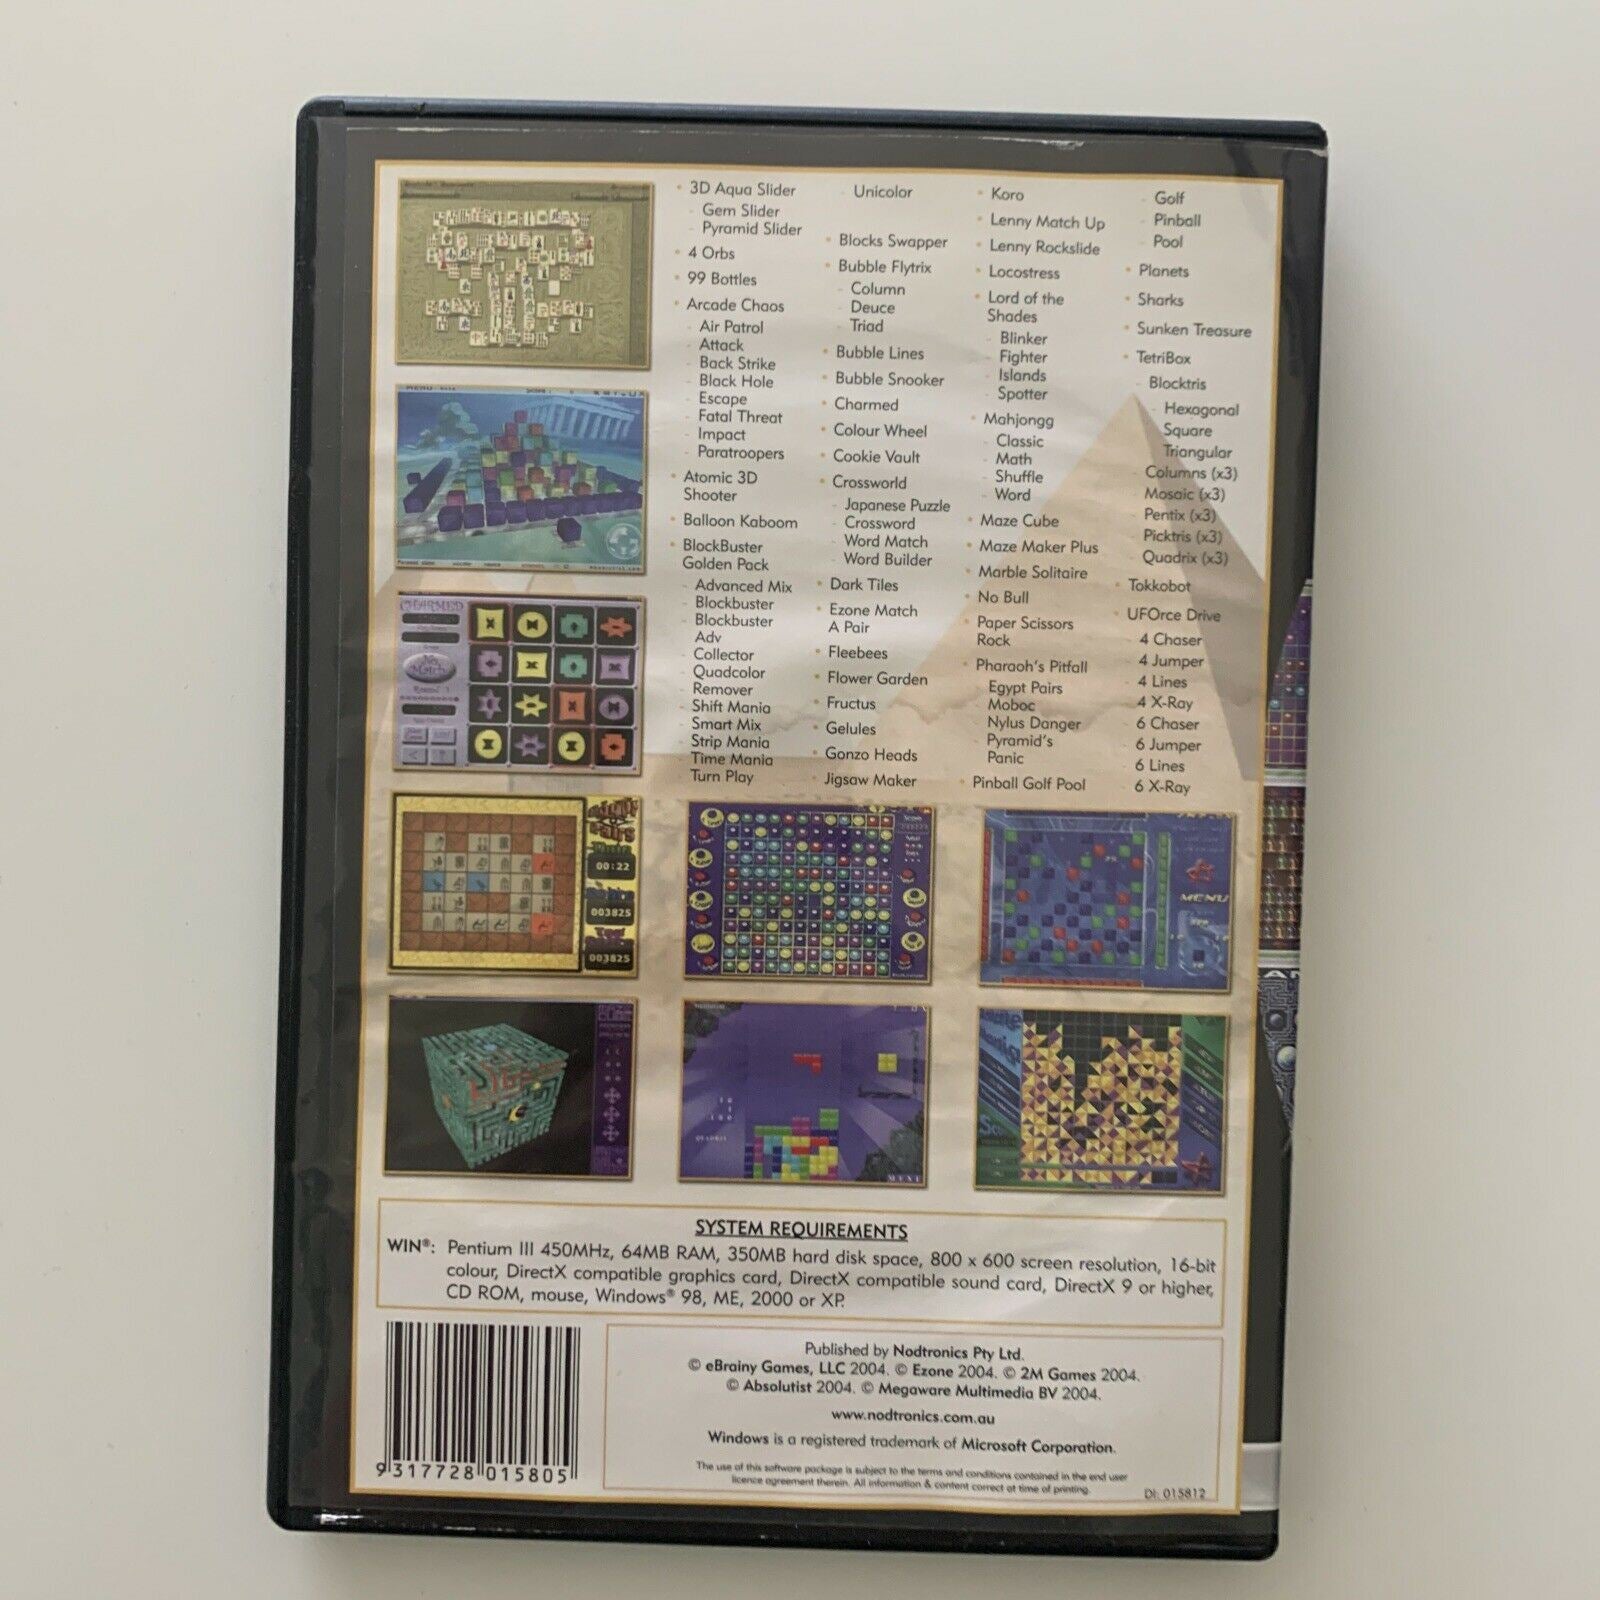 3D Aqua Slider
- Gem Slider
- Pyramid Slider
4 Orbs
99 Bottles
Arcade Chaos
- Air Patrol
- Attack
- Back Strike
- Black Hole
- Escape
- Fatal Threat
- Impact
- Paratroopers
Atomic 3D
Shooter
Balloon Kaboom
BlockBuster
Golden Pack
- Advanced Mix
- Blockbuster
- Blockbuster
Adv
- Collector
- Quadcolor
- Remover
- Shift Mania
- Smart Mix
- Strip Mania
- Time Mania
- Turn Play
- Unicolor
Blocks Swapper
Bubble Flytrix
- Column
- Deuce
- Triad
Bubble Lines
Bubble Snooker
Charmed
Colour Wheel
Cookie Vault
Crossworld
- Japanese Puzzle
- Crossword
- Word Match
- Word Builder
Dark Tiles
Ezone Match
A Pair
Fleebees
Flower Garden
Fructus
Gelules
Gonzo Heads
Jigsaw Maker
Koro
Lenny Match Up
Lenny Rockslide
Locostress
Lord of the
Shades
- Blinker
- Fighter
- Islands
- Spotter
Mahjongg
- Classic
- Math
- Shuffle
- Word
Maze Cube
Maze Maker Plus
Marble Solitaire
No Bull
Paper Scissors
Rock
Pharaoh's Pitfall
- Egypt Pairs
- Moboc
- Nylus Danger
- Pyramid's
Panic
Pinball Golf Pool
- Golf
- Pinball
- Pool
Planets
Sharks
Sunken Treasure
TetriBox
- Blocktris
- Hexagonal
- Square
- Triangular
- Columns (x3)
- Mosaic (x3)
- Pentix (x3)
- Picktris (x3)
- Quadrix (x3)
Tokkobot
UFOrce Drive
- 4 Chaser
- 4 Jumper
- 4 Lines
- 4 X-Ray
- 6 Chaser
- 6 Jumper
- 6 Lines
- 6 X-Ray
CHARMED
No
Match
00:22
003825
003825
MENU
QUADRIX
MENU
SYSTEM REQUIREMENTS
WIN®: Pentium III 450MHz, 64MB RAM, 350MB hard disk space, 800 x 600 screen resolution, 16-bit
colour, DirectX compatible graphics card, DirectX compatible sound card, DirectX 9 or higher,
CD ROM, mouse, Windows® 98, ME, 2000 or XP.
9 317728 015805
Published by Nodtronics Pty Ltd.
© eBrainy Games, LLC 2004. © Ezone 2004. © 2M Games 2004.
© Absolutist 2004. © Megaware Multimedia BV 2004.
www.nodtronics.com.au
Windows is a registered trademark of Microsoft Corporation.
The use of this software package is subject to the terms and conditions contained in the end user
licence agreement therein. All information & content correct at time of printing.
DI: 015812